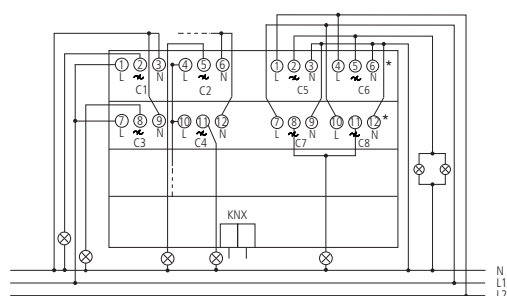 1 2 3 4 5 6 1 2 3 4 5 6 *
L N L N L N L N
C1 C2 C5 C6
7 8 9 10 11 12 7 8 9 10 11 12 *
L N L N L N L N
C3 C4 C7 C8
KNX
N
L1
L2